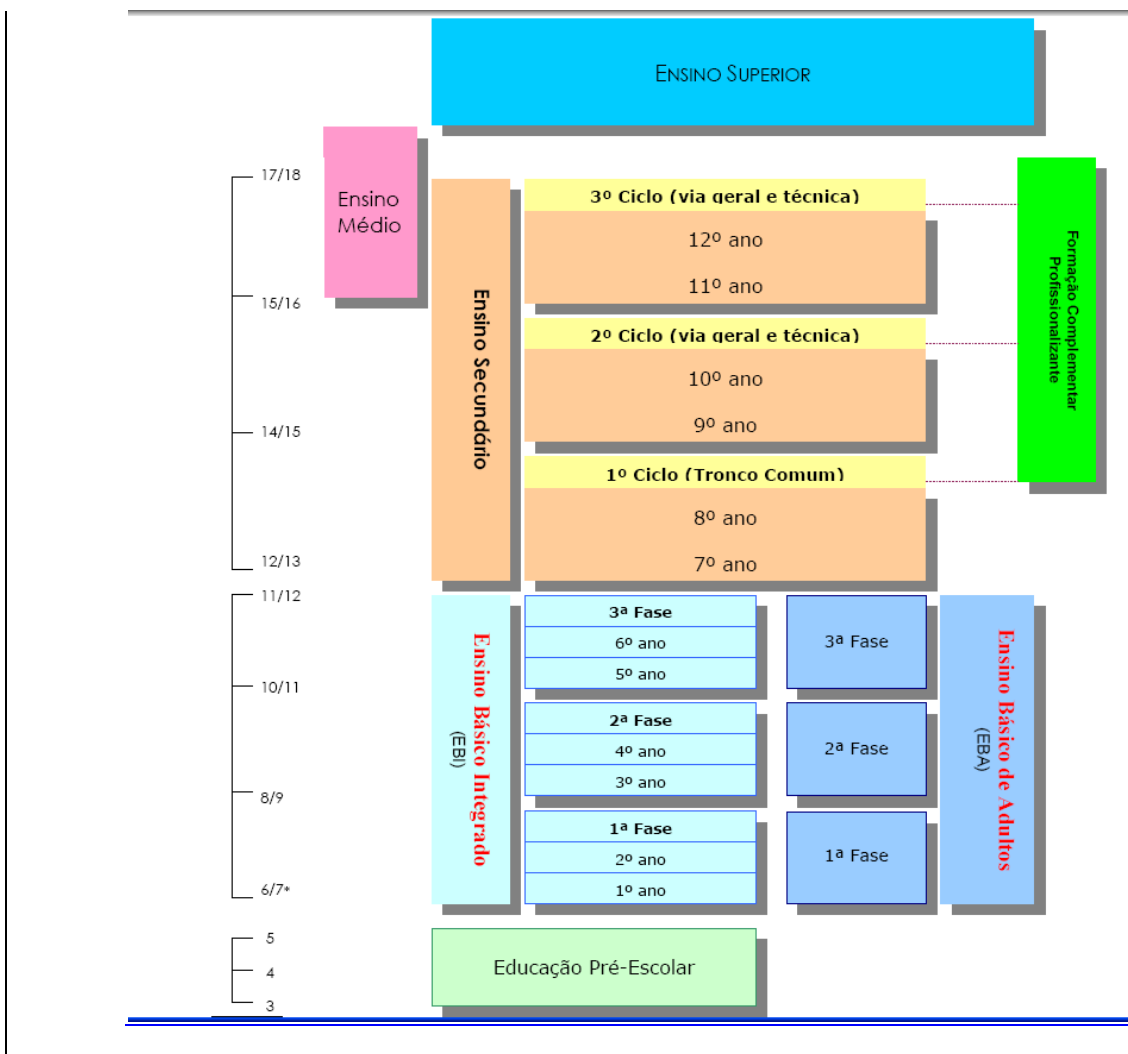 ENSINO SUPERIOR
17/18
Ensino
Médio
15/16
14/15
12/13
Ensino Secundário
3º Ciclo (via geral e técnica)
12º ano
11º ano
2º Ciclo (via geral e técnica)
10º ano
9º ano
1º Ciclo (Tronco Comum)
8º ano
7º ano
Formação Complementar
Profissionalizante
11/12
10/11
8/9
6/7*
Ensino Básico Integrado
(EBI)
3ª Fase
6º ano
5º ano
2ª Fase
4º ano
3º ano
1ª Fase
2º ano
1º ano
3ª Fase
2ª Fase
1ª Fase
Ensino Básico de Adultos
(EBA)
5
4
3
Educação Pré-Escolar